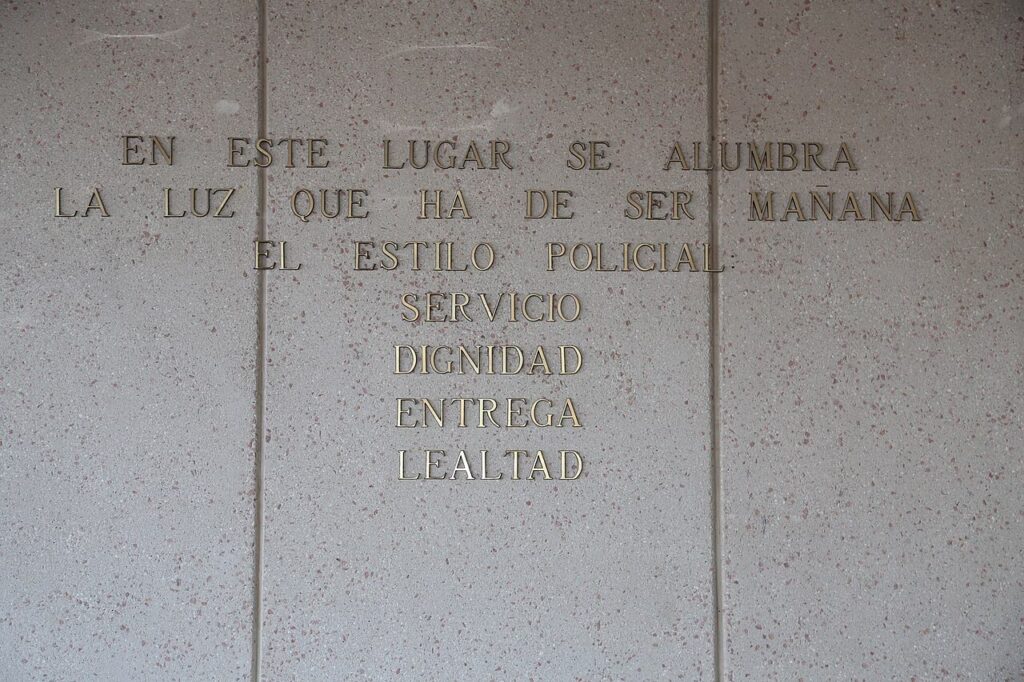 EN ESTE LUGAR SE ALUMBRA
LA LUZ QUE HA DE SER MAÑANA
EL ESTILO POLICIAL
SERVICIO
DIGNIDAD
ENTREGA
LEALTAD